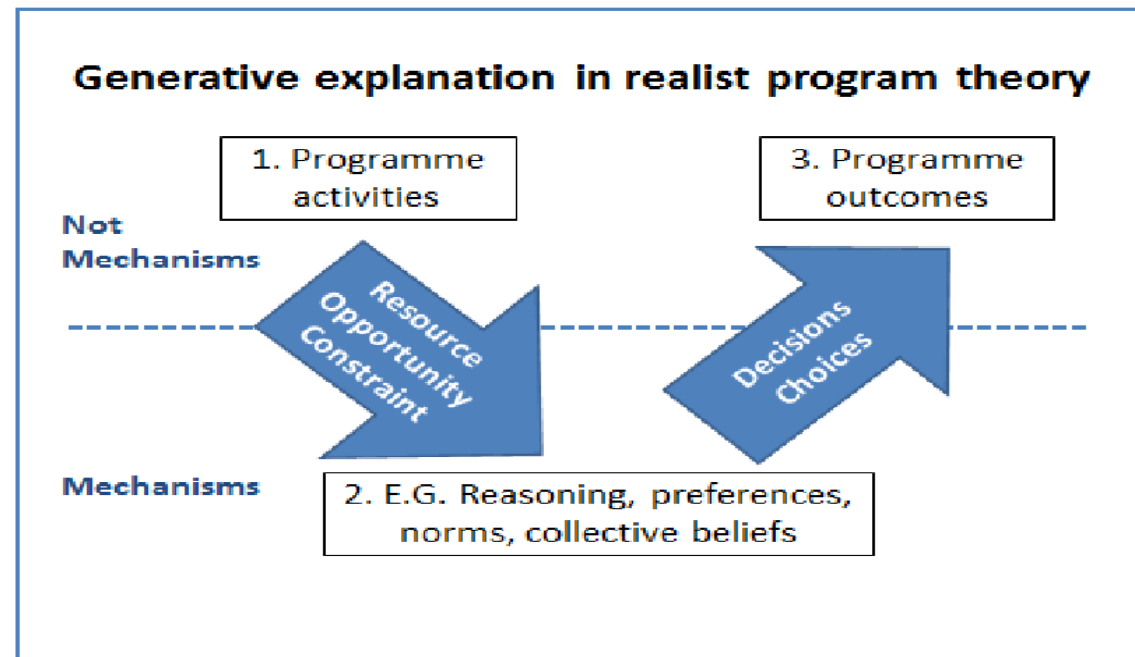 Generative explanation in realist program theory
1. Programme
activities
3. Programme
outcomes
Not
Mechanisms
Resource
Opportunity
Constraint
Decisions
Choices
Mechanisms
2. E.G. Reasoning, preferences,
norms, collective beliefs